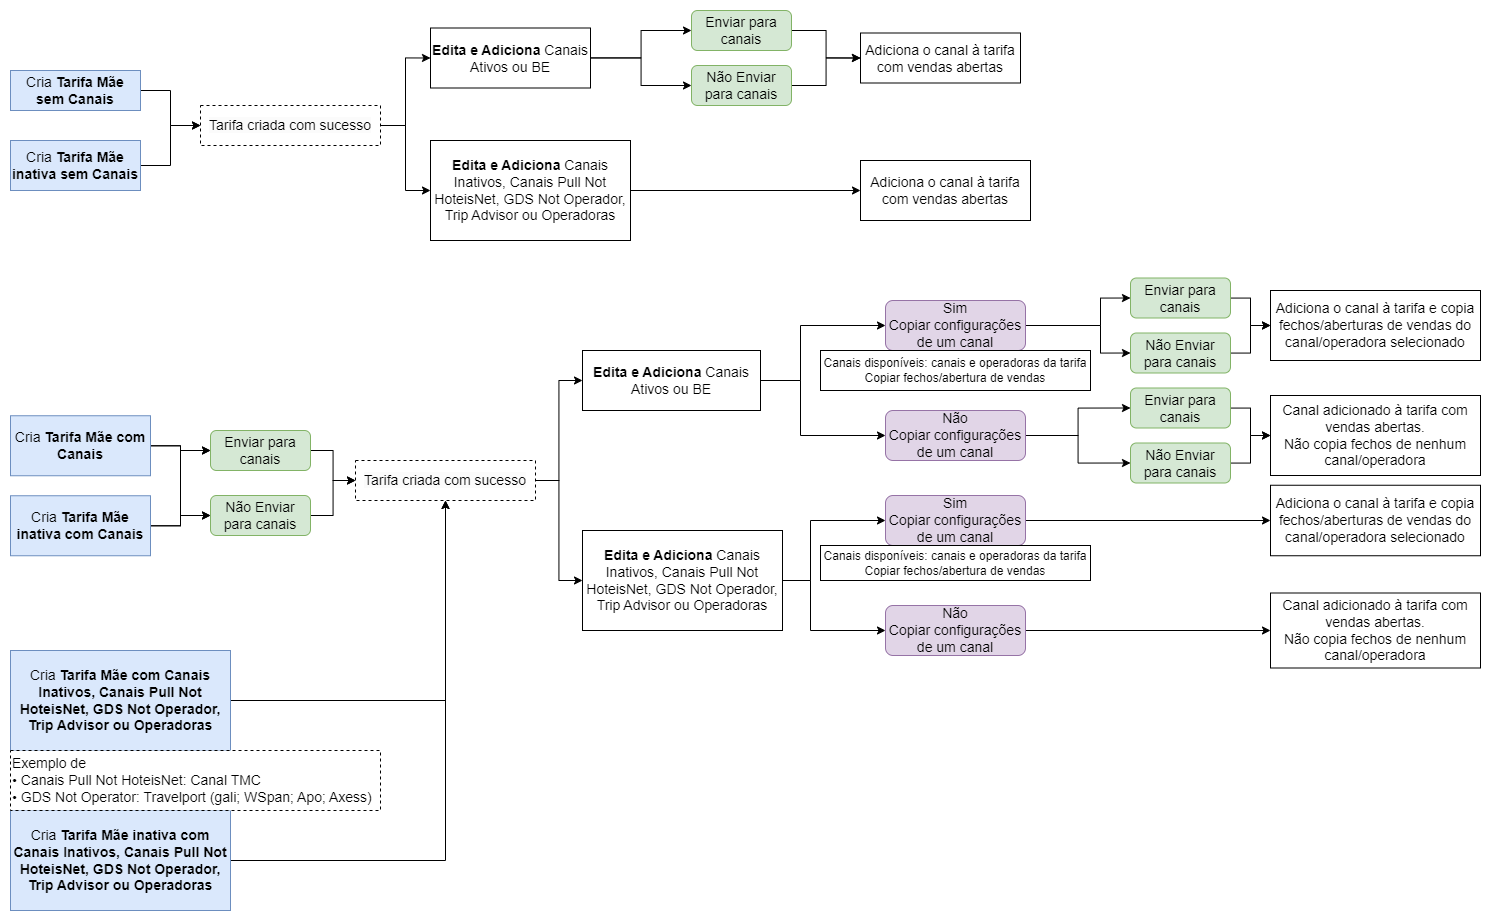 Cria Tarifa Mãe
sem Canais
Cria Tarifa Mãe
inativa sem Canais
Tarifa criada com sucesso
Edita e Adiciona Canais
Ativos ou BE
Enviar para
canais
Não Enviar
para canais
Adiciona o canal à tarifa
com vendas abertas
Edita e Adiciona Canais
Inativos, Canais Pull Not
HoteisNet, GDS Not Operador,
Trip Advisor ou Operadoras
Adiciona o canal à tarifa
com vendas abertas
Cria Tarifa Mãe com
Canais
Cria Tarifa Mãe
inativa com Canais
Enviar para
canais
Não Enviar
para canais
Tarifa criada com sucesso
Edita e Adiciona Canais
Ativos ou BE
Sim
Copiar configurações
de um canal
Canais disponíveis: canais e operadoras da tarifa
Copiar fechos/abertura de vendas
Enviar para
canais
Não Enviar
para canais
Adiciona o canal à tarifa e copia
fechos/aberturas de vendas do
canal/operadora selecionado
Não
Copiar configurações
de um canal
Enviar para
canais
Não Enviar
para canais
Canal adicionado à tarifa com
vendas abertas.
Não copia fechos de nenhum
canal/operadora
Edita e Adiciona Canais
Inativos, Canais Pull Not
HoteisNet, GDS Not Operador,
Trip Advisor ou Operadoras
Sim
Copiar configurações
de um canal
Canais disponíveis: canais e operadoras da tarifa
Copiar fechos/abertura de vendas
Adiciona o canal à tarifa e copia
fechos/aberturas de vendas do
canal/operadora selecionado
Não
Copiar configurações
de um canal
Canal adicionado à tarifa com
vendas abertas.
Não copia fechos de nenhum
canal/operadora
Cria Tarifa Mãe com Canais
Inativos, Canais Pull Not
HoteisNet, GDS Not Operador,
Trip Advisor ou Operadoras
Exemplo de
• Canais Pull Not HoteisNet: Canal TMC
• GDS Not Operator: Travelport (gali; WSpan; Apo; Axess)
Cria Tarifa Mãe inativa com
Canais Inativos, Canais Pull Not
HoteisNet, GDS Not Operador,
Trip Advisor ou Operadoras